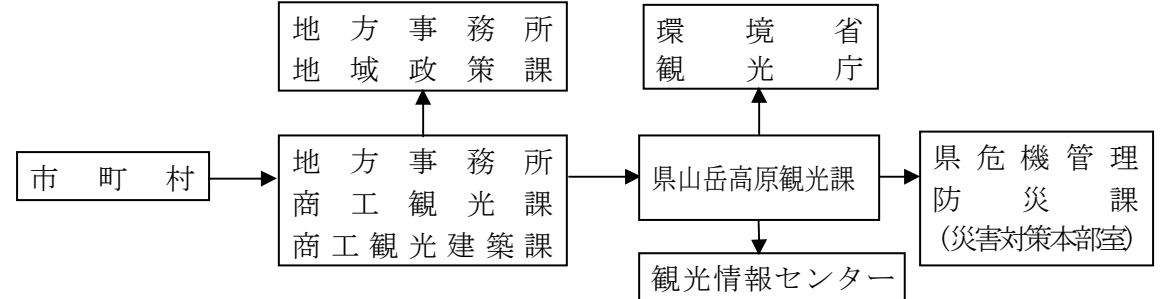 地方事務所
地域政策課
環境省
観光庁
市町村
地方事務所
商工観光課
商工観光建築課
県山岳高原観光課
県危機管理
防災課
(災害対策本部室)
観光情報センター